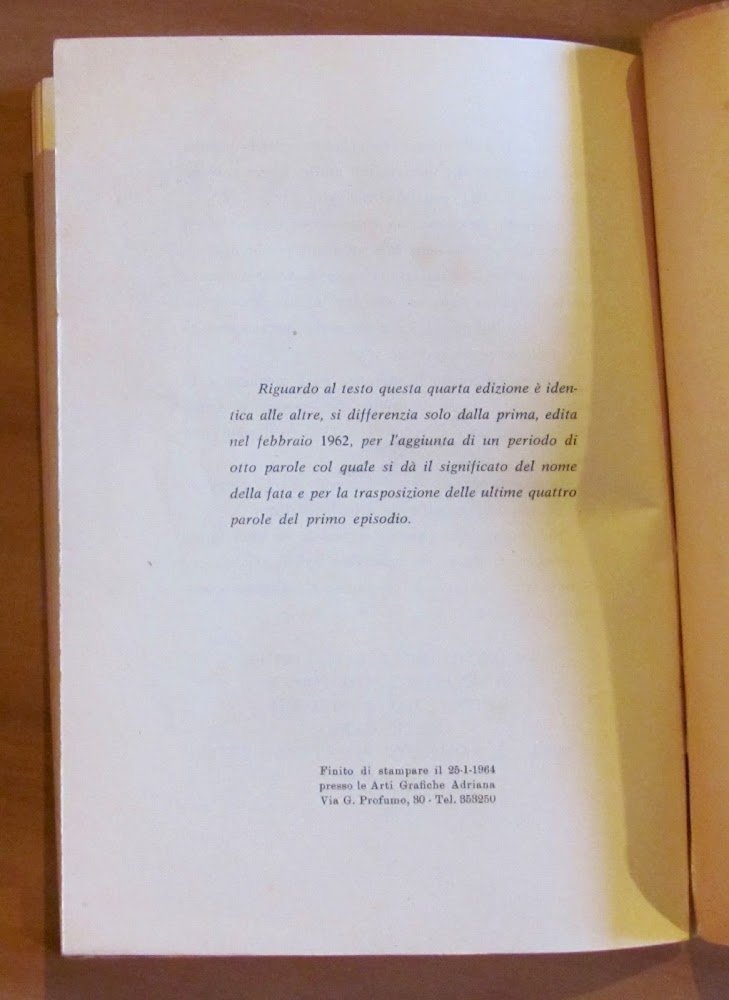 Riguardo al testo questa quarta edizione è iden-
tica alle altre, si differenzia solo dalla prima, edita
nel febbraio 1962, per l'aggiunta di un periodo di
otto parole col quale si dà il significato del nome
della fata e per la trasposizione delle ultime quattro
parole del primo episodio.
Finito di stampare il 25-1-1964
presso le Arti Grafiche Adriana
Via G. Profumo, 30 - Tel. 353250